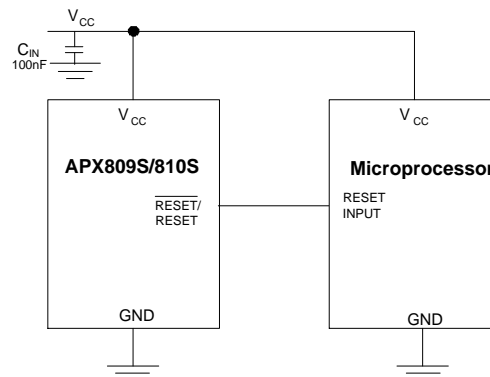 VCC
CIN
100nF
VCC
VCC
APX809S/810S
Microprocessor
RESET/
RESET
RESET
INPUT
GND
GND